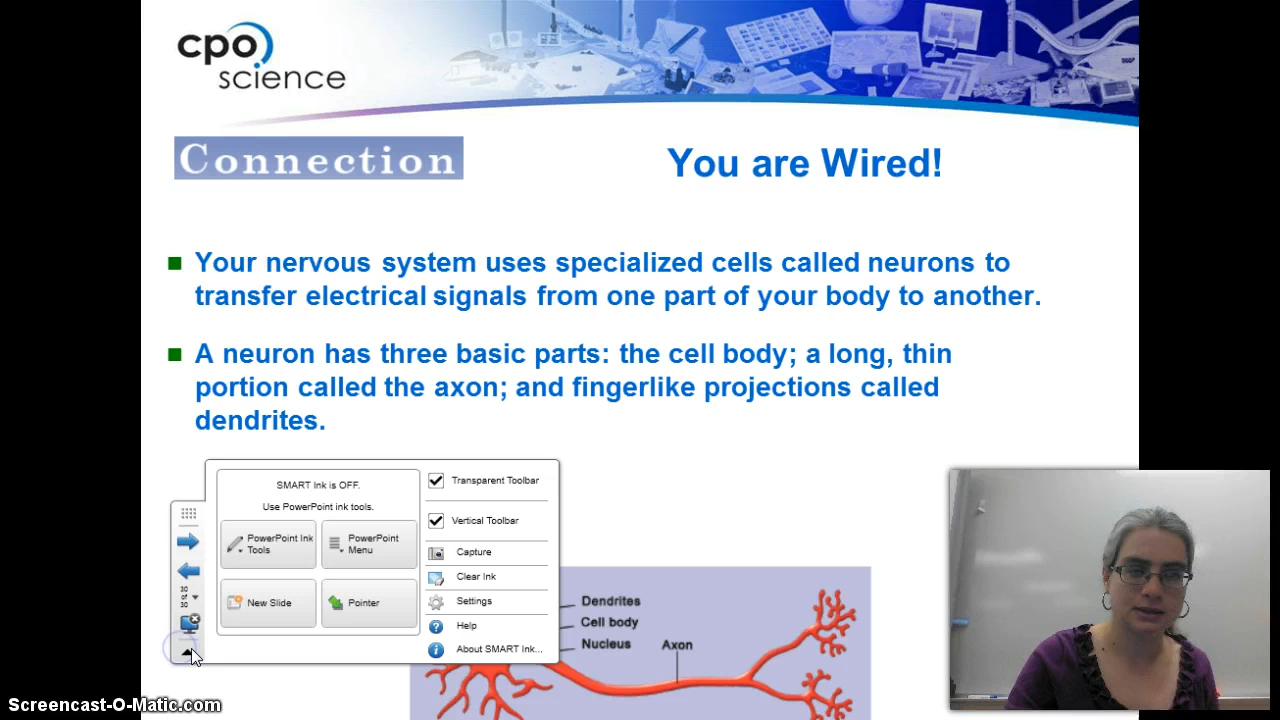 cpo
science
Connection
You are Wired!
Your nervous system uses specialized cells called neurons to
transfer electrical signals from one part of your body to another.
A neuron has three basic parts: the cell body; a long, thin
portion called the axon; and fingerlike projections called
dendrites.
SMART Ink is OFF.
Use PowerPoint ink tools.
PowerPoint Ink
Tools
PowerPoint
Menu
New Slide
Pointer
Transparent Toolbar
Vertical Toolbar
Capture
Clear Ink
Settings
Help
About SMART Ink...
30
of
30
Dendrites
Cell body
Nucleus
Axon
Screencast-O-Matic.com